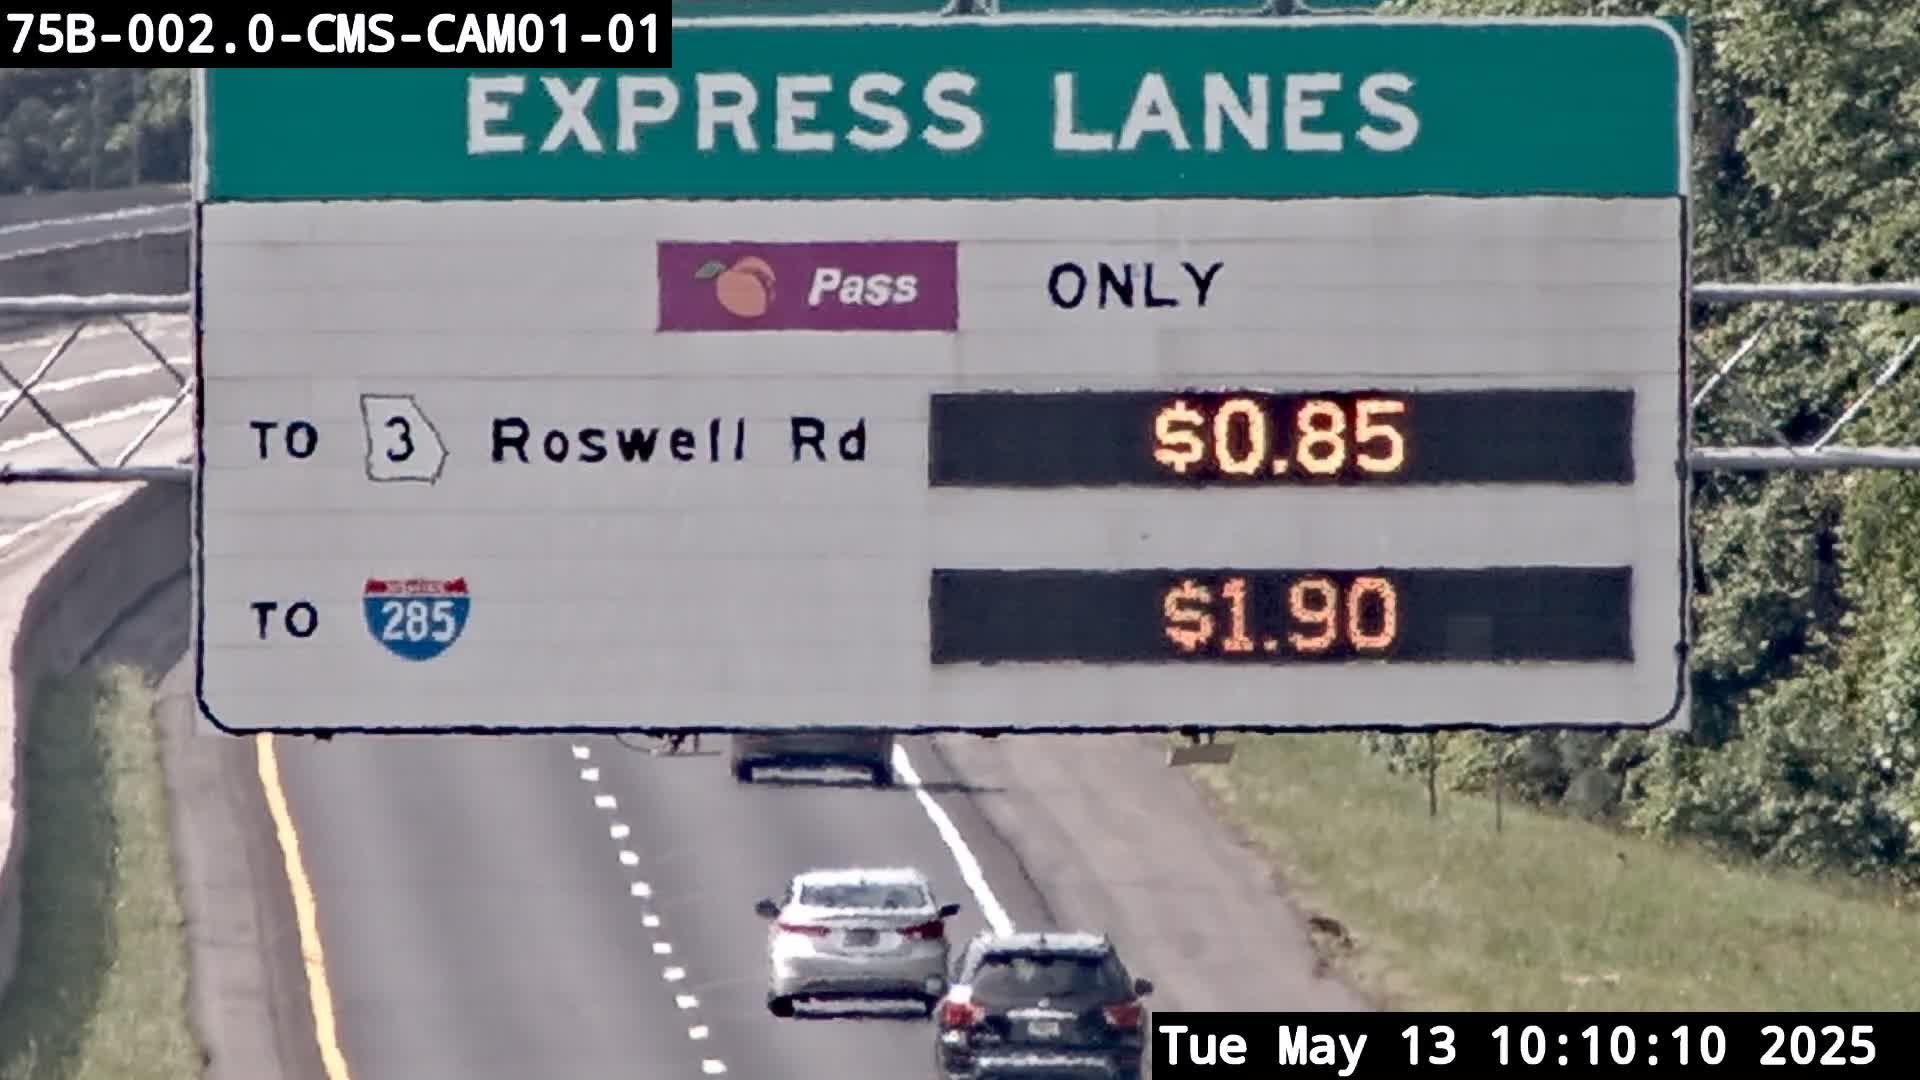 75B-002.0-CMS-CAM01-01
EXPRESS LANES
Pass ONLY
TO 3 Roswell Rd $0.85
TO 285 $1.90
Tue May 13 10:10:10 2025